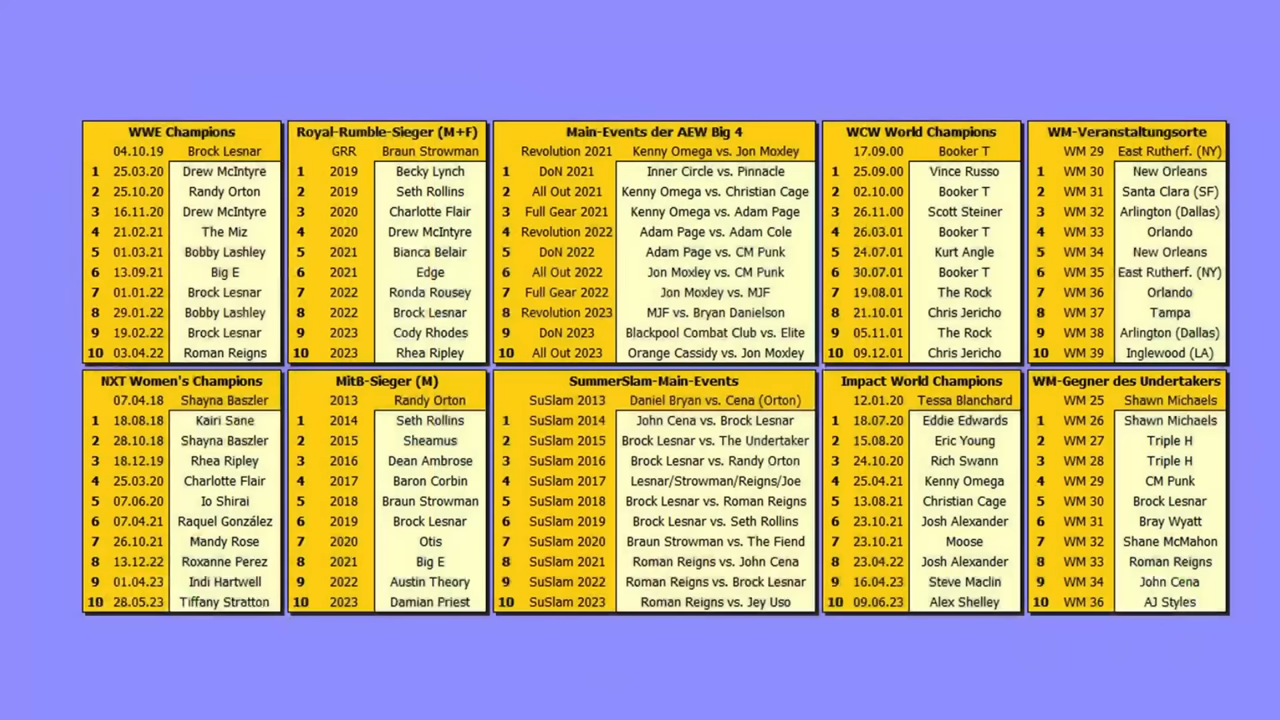 WWE Champions
04.10.19 Brock Lesnar
1 25.03.20 Drew McIntyre
2 25.10.20 Randy Orton
3 16.11.20 Drew McIntyre
4 21.02.21 The Miz
5 01.03.21 Bobby Lashley
6 13.09.21 Big E
7 01.01.22 Brock Lesnar
8 29.01.22 Bobby Lashley
9 19.02.22 Brock Lesnar
10 03.04.22 Roman Reigns
Royal-Rumble-Sieger (M+F)
GRR Braun Strowman
1 2019 Becky Lynch
2 2019 Seth Rollins
3 2020 Charlotte Flair
4 2020 Drew McIntyre
5 2021 Bianca Belair
6 2021 Edge
7 2022 Ronda Rousey
8 2022 Brock Lesnar
9 2023 Cody Rhodes
10 2023 Rhea Ripley
Main-Events der AEW Big 4
Revolution 2021 Kenny Omega vs. Jon Moxley
1 DoN 2021 Inner Circle vs. Pinnacle
2 All Out 2021 Kenny Omega vs. Christian Cage
3 Full Gear 2021 Kenny Omega vs. Adam Page
4 Revolution 2022 Adam Page vs. Adam Cole
5 DoN 2022 Adam Page vs. CM Punk
6 All Out 2022 Jon Moxley vs. CM Punk
7 Full Gear 2022 Jon Moxley vs. MJF
8 Revolution 2023 MJF vs. Bryan Danielson
9 DoN 2023 Blackpool Combat Club vs. Elite
10 All Out 2023 Orange Cassidy vs. Jon Moxley
WCW World Champions
17.09.00 Booker T
1 25.09.00 Vince Russo
2 02.10.00 Booker T
3 26.11.00 Scott Steiner
4 26.03.01 Booker T
5 24.07.01 Kurt Angle
6 30.07.01 Booker T
7 19.08.01 The Rock
8 21.10.01 Chris Jericho
9 05.11.01 The Rock
10 09.12.01 Chris Jericho
WM-Veranstaltungsorte
WM 29 East Rutherf. (NY)
1 WM 30 New Orleans
2 WM 31 Santa Clara (SF)
3 WM 32 Arlington (Dallas)
4 WM 33 Orlando
5 WM 34 New Orleans
6 WM 35 East Rutherf. (NY)
7 WM 36 Orlando
8 WM 37 Tampa
9 WM 38 Arlington (Dallas)
10 WM 39 Inglewood (LA)
NXT Women's Champions
07.04.18 Shayna Baszler
1 18.08.18 Kairi Sane
2 28.10.18 Shayna Baszler
3 18.12.19 Rhea Ripley
4 25.03.20 Charlotte Flair
5 07.06.20 Io Shirai
6 07.04.21 Raquel González
7 26.10.21 Mandy Rose
8 13.12.22 Roxanne Perez
9 01.04.23 Indi Hartwell
10 28.05.23 Tiffany Stratton
MitB-Sieger (M)
2013 Randy Orton
1 2014 Seth Rollins
2 2015 Sheamus
3 2016 Dean Ambrose
4 2017 Baron Corbin
5 2018 Braun Strowman
6 2019 Brock Lesnar
7 2020 Otis
8 2021 Big E
9 2022 Austin Theory
10 2023 Damian Priest
SummerSlam-Main-Events
SuSlam 2013 Daniel Bryan vs. Cena (Orton)
1 SuSlam 2014 John Cena vs. Brock Lesnar
2 SuSlam 2015 Brock Lesnar vs. The Undertaker
3 SuSlam 2016 Brock Lesnar vs. Randy Orton
4 SuSlam 2017 Lesnar/Strowman/Reigns/Joe
5 SuSlam 2018 Brock Lesnar vs. Roman Reigns
6 SuSlam 2019 Brock Lesnar vs. Seth Rollins
7 SuSlam 2020 Braun Strowman vs. The Fiend
8 SuSlam 2021 Roman Reigns vs. John Cena
9 SuSlam 2022 Roman Reigns vs. Brock Lesnar
10 SuSlam 2023 Roman Reigns vs. Jey Uso
Impact World Champions
12.01.20 Tessa Blanchard
1 18.07.20 Eddie Edwards
2 15.08.20 Eric Young
3 24.10.20 Rich Swann
4 25.04.21 Kenny Omega
5 13.08.21 Christian Cage
6 23.10.21 Josh Alexander
7 23.10.21 Moose
8 23.04.22 Josh Alexander
9 16.04.23 Steve Maclin
10 09.06.23 Alex Shelley
WM-Gegner des Undertakers
WM 25 Shawn Michaels
1 WM 26 Shawn Michaels
2 WM 27 Triple H
3 WM 28 Triple H
4 WM 29 CM Punk
5 WM 30 Brock Lesnar
6 WM 31 Bray Wyatt
7 WM 32 Shane McMahon
8 WM 33 Roman Reigns
9 WM 34 John Cena
10 WM 36 AJ Styles